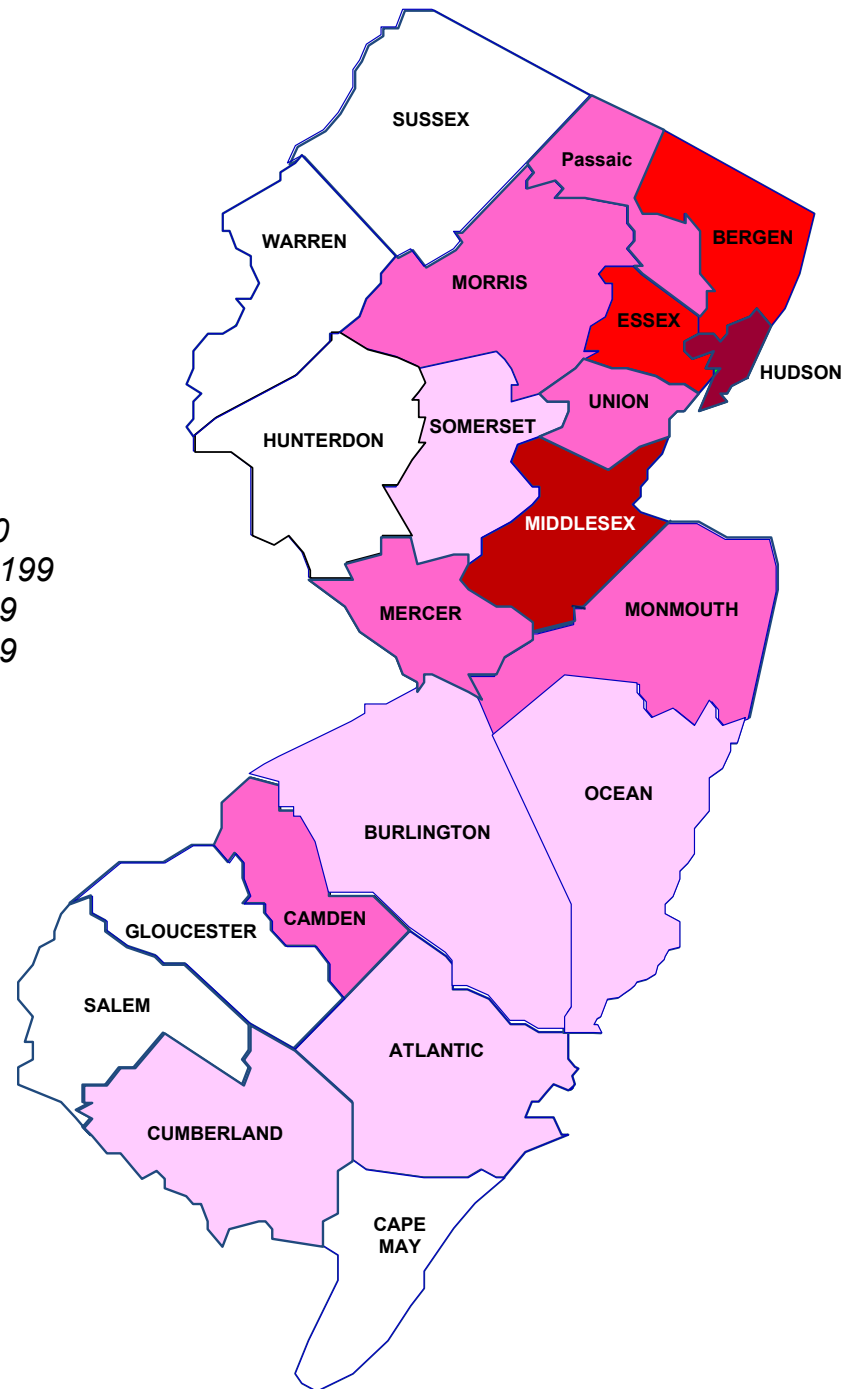 SUSSEX
Passaic
WARREN
BERGEN
MORRIS
ESSEX
HUDSON
UNION
SOMERSET
HUNTERDON
0
199
MIDDLESEX
9
MERCER
MONMOUTH
9
OCEAN
BURLINGTON
CAMDEN
GLOUCESTER
SALEM
ATLANTIC
CUMBERLAND
CAPE
MAY